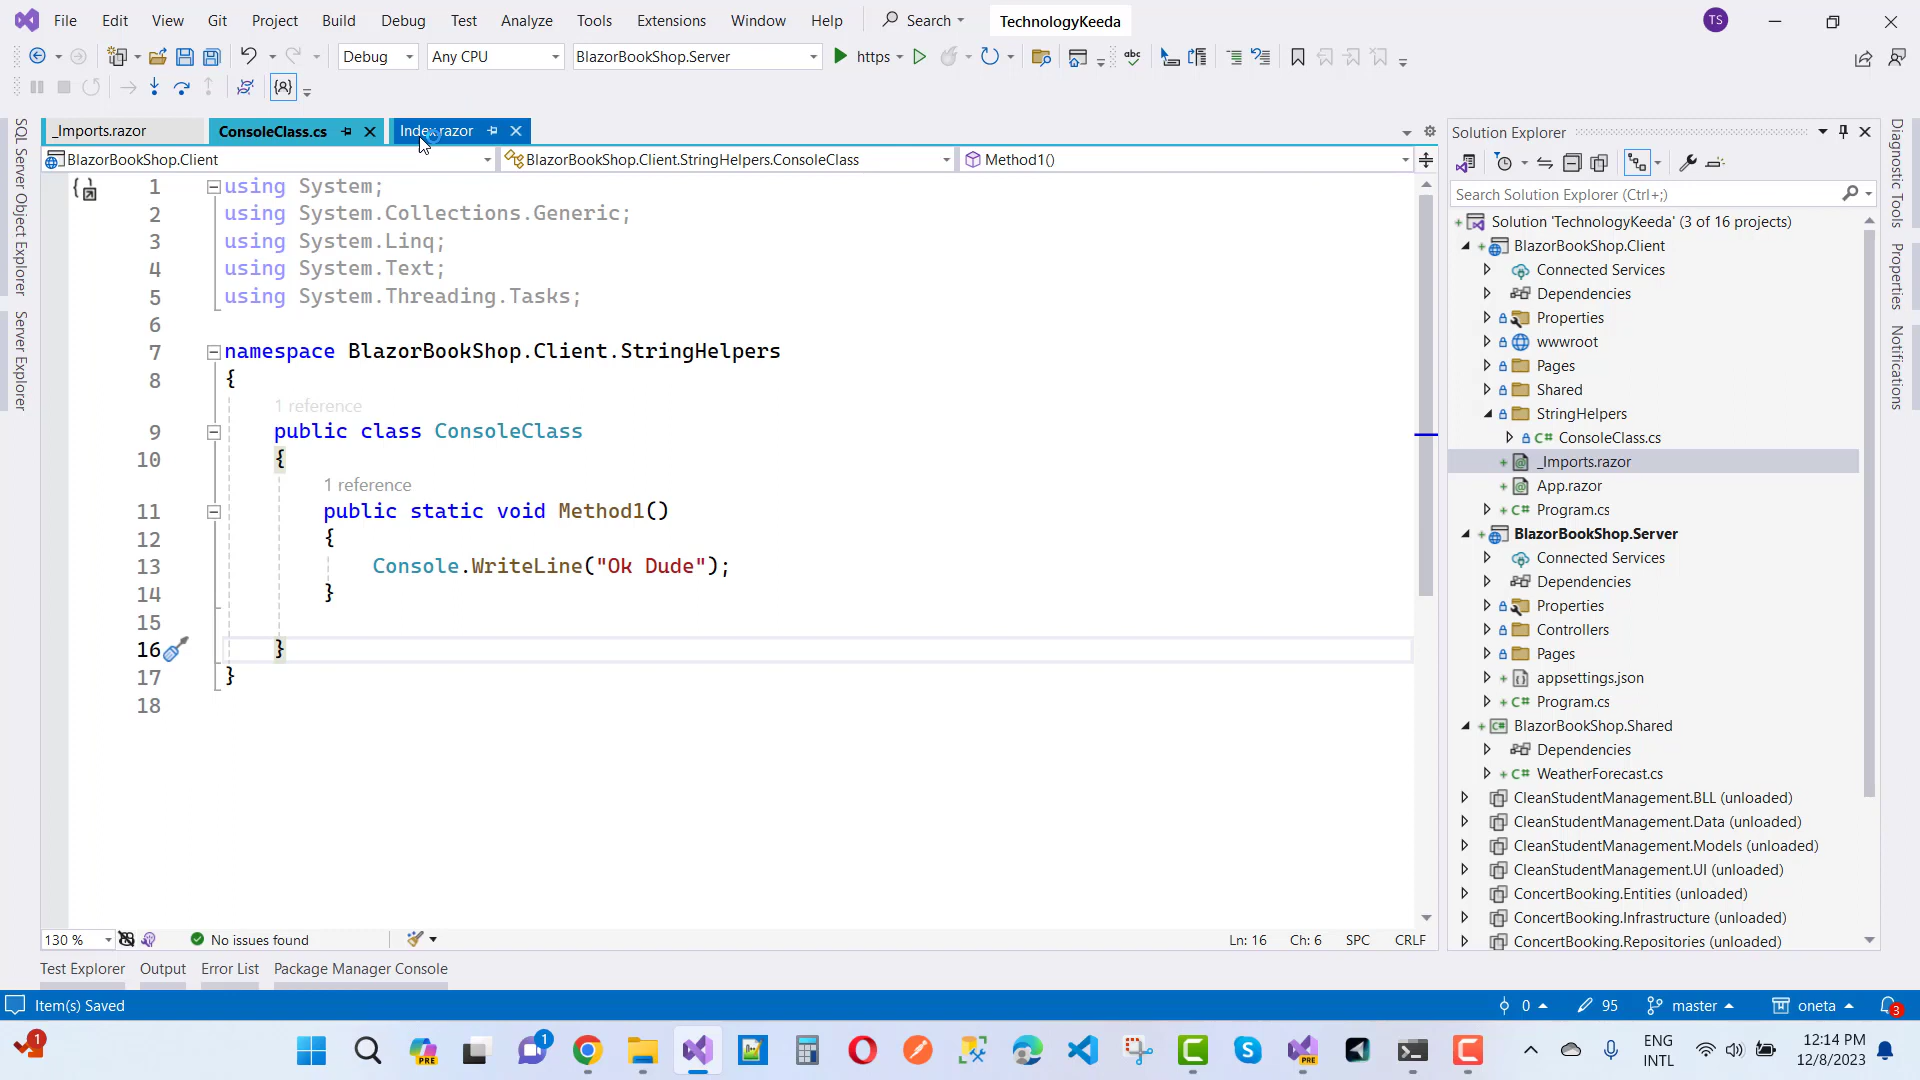 File Edit View Git Project Build Debug Test Analyze Tools Extensions Window Help Search TechnologyKeeda TS
Debug Any CPU BlazorBookShop.Server https abc
_Imports.razor ConsoleClass.cs Index.razor
BlazorBookShop.Client BlazorBookShop.Client.StringHelpers.ConsoleClass Method1()
1 using System;
2 using System.Collections.Generic;
3 using System.Linq;
4 using System.Text;
5 using System.Threading.Tasks;
6
7 namespace BlazorBookShop.Client.StringHelpers
8 {
1 reference
9 public class ConsoleClass
10 {
1 reference
11 public static void Method1()
12 {
13 Console.WriteLine("Ok Dude");
14 }
15
16 }
17 }
18
130 % No issues found Ln: 16 Ch: 6 SPC CRLF
Test Explorer Output Error List Package Manager Console
SQL Server Object Explorer
Server Explorer
Solution Explorer
Search Solution Explorer (Ctrl+;)
Solution 'TechnologyKeeda' (3 of 16 projects)
BlazorBookShop.Client
Connected Services
Dependencies
Properties
wwwroot
Pages
Shared
StringHelpers
C# ConsoleClass.cs
_Imports.razor
App.razor
C# Program.cs
BlazorBookShop.Server
Connected Services
Dependencies
Properties
Controllers
Pages
appsettings.json
C# Program.cs
C# BlazorBookShop.Shared
Dependencies
C# WeatherForecast.cs
CleanStudentManagement.BLL (unloaded)
CleanStudentManagement.Data (unloaded)
CleanStudentManagement.Models (unloaded)
CleanStudentManagement.UI (unloaded)
ConcertBooking.Entities (unloaded)
ConcertBooking.Infrastructure (unloaded)
ConcertBooking.Repositories (unloaded)
Diagnostic Tools
Properties
Notifications
Item(s) Saved 0 95 master oneta 3
1 PRE 1 PRE ENG 12:14 PM
INTL 12/8/2023